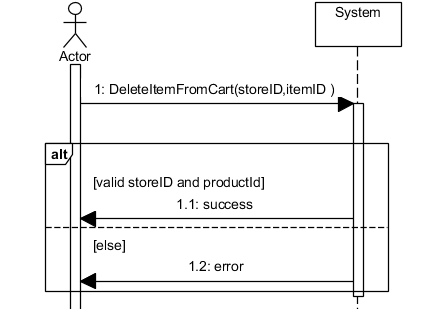 System
Actor
1: DeleteItemFromCart(storeID,itemID )
alt
[valid storeID and productId]
1.1: success
[else]
1.2: error